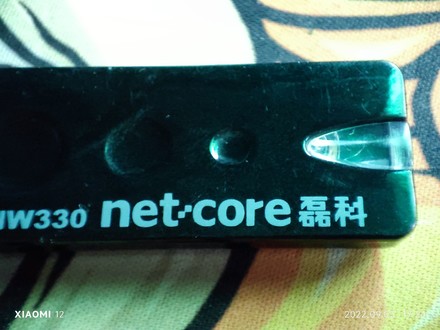 NW330 net-core 磊科
XIAOMI 12